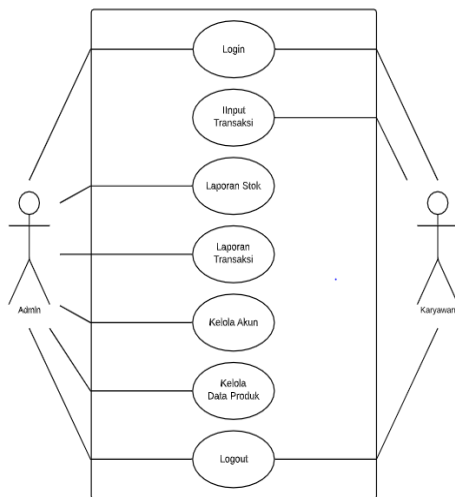 Login
IInput
Transaksi
Laporan Stok
Laporan
Transaksi
Admin
Karyawan
Kelola Akun
Kelola
Data Produk
Logout